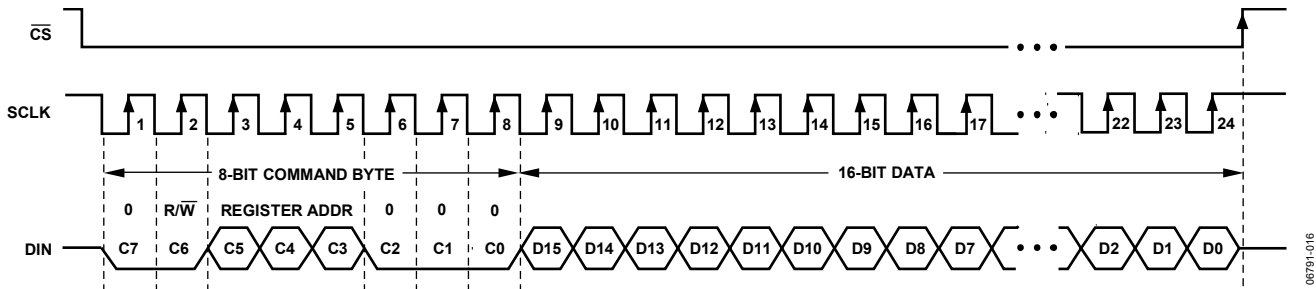 CS
SCLK
1 2 3 4 5 6 7 8 9 10 11 12 13 14 15 16 17 22 23 24
8-BIT COMMAND BYTE 16-BIT DATA
0 R/W REGISTER ADDR 0 0 0
DIN C7 C6 C5 C4 C3 C2 C1 C0 D15 D14 D13 D12 D11 D10 D9 D8 D7 D2 D1 D0
06791-016